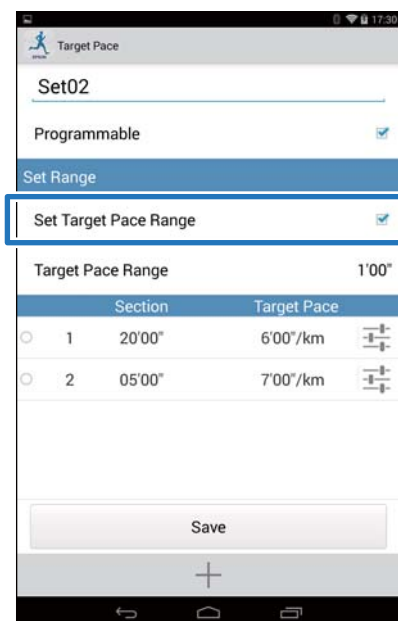 17:30
EPSON Target Pace
Set02
Programmable
Set Range
Set Target Pace Range
Target Pace Range 1'00"
Section Target Pace
1 20'00" 6'00"/km
2 05'00" 7'00"/km
Save